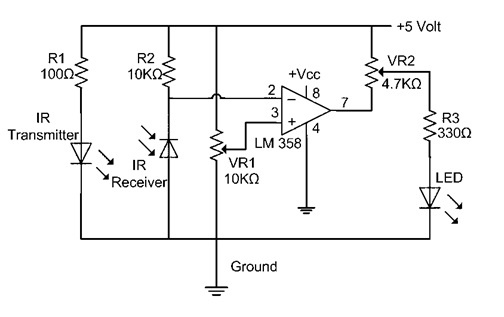 +5 Volt
R1
100Ω
R2
10KΩ
+Vcc
VR2
4.7KΩ
2
8
3
7
4
LM 358
IR
Transmitter
IR
Receiver
VR1
10KΩ
R3
330Ω
LED
Ground